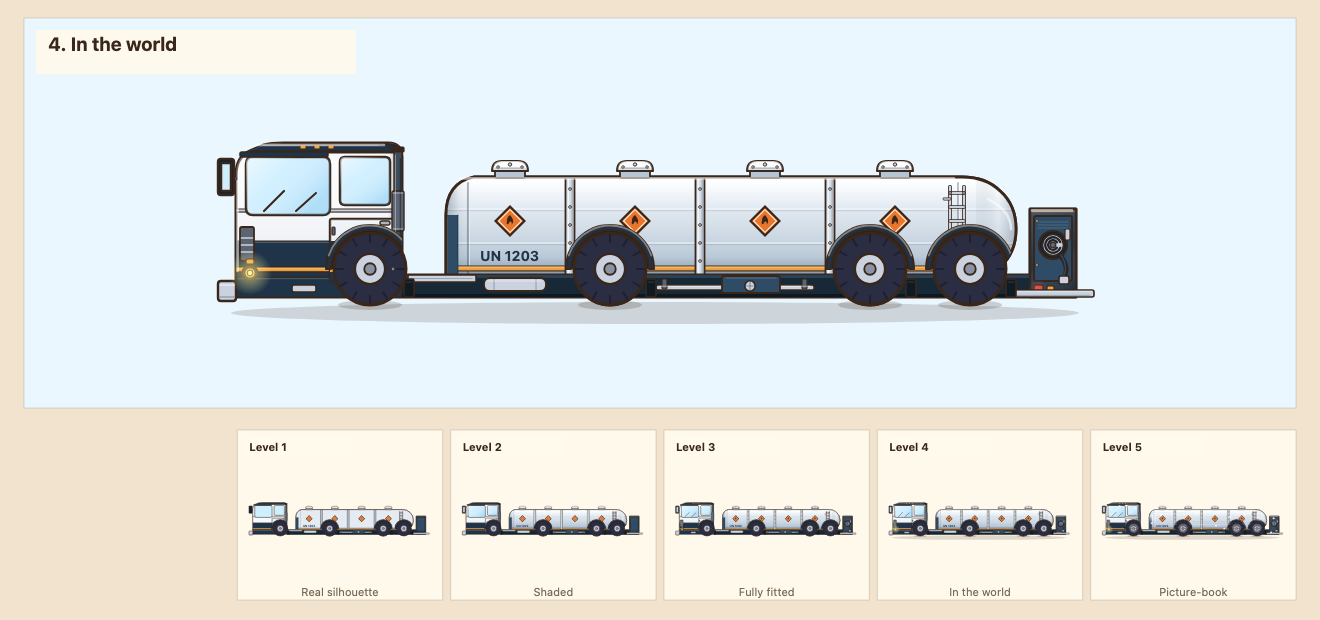 4. In the world
UN 1203
Level 1
Level 2
Level 3
Level 4
Level 5
Real silhouette
Shaded
Fully fitted
In the world
Picture-book